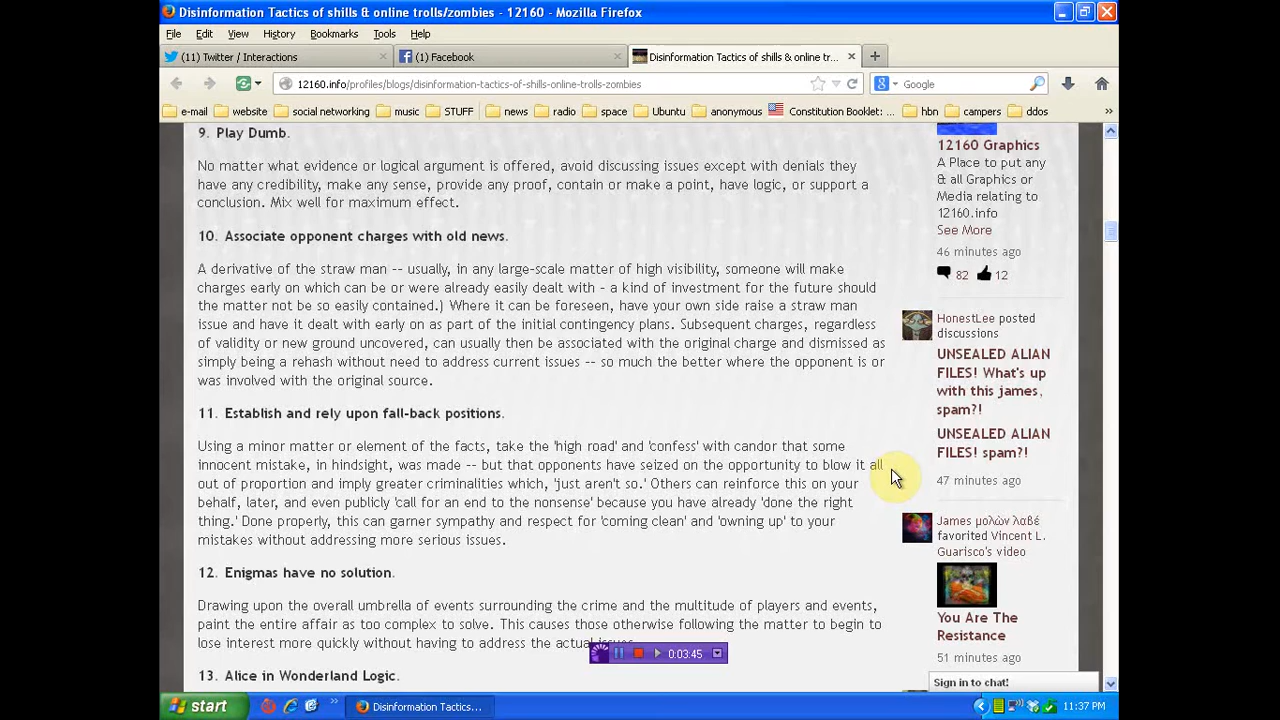 Disinformation Tactics of shills & online trolls/zombies - 12160 - Mozilla Firefox
File Edit View History Bookmarks Tools Help
(11) Twitter / Interactions
(1) Facebook
Disinformation Tactics of shills & online tr...
12160.info/profiles/blogs/disinformation-tactics-of-shills-online-trolls-zombies
Google
e-mail website social networking music STUFF news radio space Ubuntu anonymous Constitution Booklet: ... hbn campers ddos
9. Play Dumb.
No matter what evidence or logical argument is offered, avoid discussing issues except with denials they
have any credibility, make any sense, provide any proof, contain or make a point, have logic, or support a
conclusion. Mix well for maximum effect.
10. Associate opponent charges with old news.
A derivative of the straw man -- usually, in any large-scale matter of high visibility, someone will make
charges early on which can be or were already easily dealt with - a kind of investment for the future should
the matter not be so easily contained.) Where it can be foreseen, have your own side raise a straw man
issue and have it dealt with early on as part of the initial contingency plans. Subsequent charges, regardless
of validity or new ground uncovered, can usually then be associated with the original charge and dismissed as
simply being a rehash without need to address current issues -- so much the better where the opponent is or
was involved with the original source.
11. Establish and rely upon fall-back positions.
Using a minor matter or element of the facts, take the 'high road' and 'confess' with candor that some
innocent mistake, in hindsight, was made -- but that opponents have seized on the opportunity to blow it all
out of proportion and imply greater criminalities which, 'just aren't so.' Others can reinforce this on your
behalf, later, and even publicly 'call for an end to the nonsense' because you have already 'done the right
thing.' Done properly, this can garner sympathy and respect for 'coming clean' and 'owning up' to your
mistakes without addressing more serious issues.
12. Enigmas have no solution.
Drawing upon the overall umbrella of events surrounding the crime and the multitude of players and events,
paint the entire affair as too complex to solve. This causes those otherwise following the matter to begin to
lose interest more quickly without having to address the actual issues.
13. Alice in Wonderland Logic.
12160 Graphics
A Place to put any
& all Graphics or
Media relating to
12160.info
See More
46 minutes ago
82 12
HonestLee posted
discussions
UNSEALED ALIAN
FILES! What's up
with this james,
spam?!
UNSEALED ALIAN
FILES! spam?!
47 minutes ago
James μολὼν λαβέ
favorited Vincent L.
Guarisco's video
You Are The
Resistance
51 minutes ago
0:03:45
Sign in to chat!
start
Disinformation Tactics...
11:37 PM